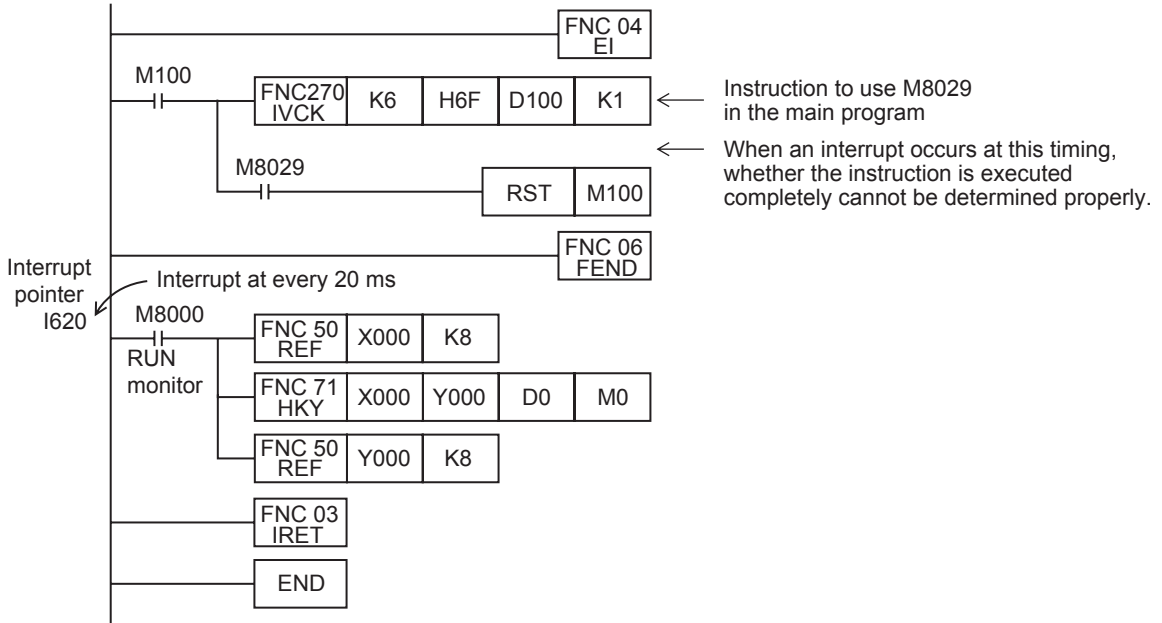 FNC 04
EI
M100
FNC270
IVCK
K6
H6F
D100
K1
Instruction to use M8029
in the main program
When an interrupt occurs at this timing,
whether the instruction is executed
completely cannot be determined properly.
M8029
RST
M100
FNC 06
FEND
Interrupt
pointer
I620
Interrupt at every 20 ms
M8000
RUN
monitor
FNC 50
REF
X000
K8
FNC 71
HKY
X000
Y000
D0
M0
FNC 50
REF
Y000
K8
FNC 03
IRET
END